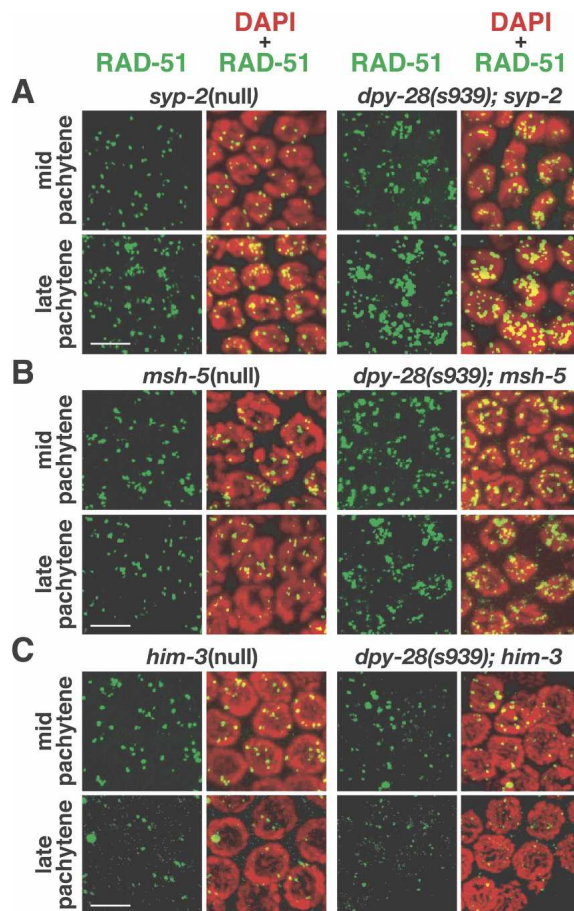 DAPI DAPI
+ +
RAD-51 RAD-51 RAD-51 RAD-51
A syp-2(null) dpy-28(s939); syp-2
mid pachytene
late pachytene
B msh-5(null) dpy-28(s939); msh-5
mid pachytene
late pachytene
C him-3(null) dpy-28(s939); him-3
mid pachytene
late pachytene